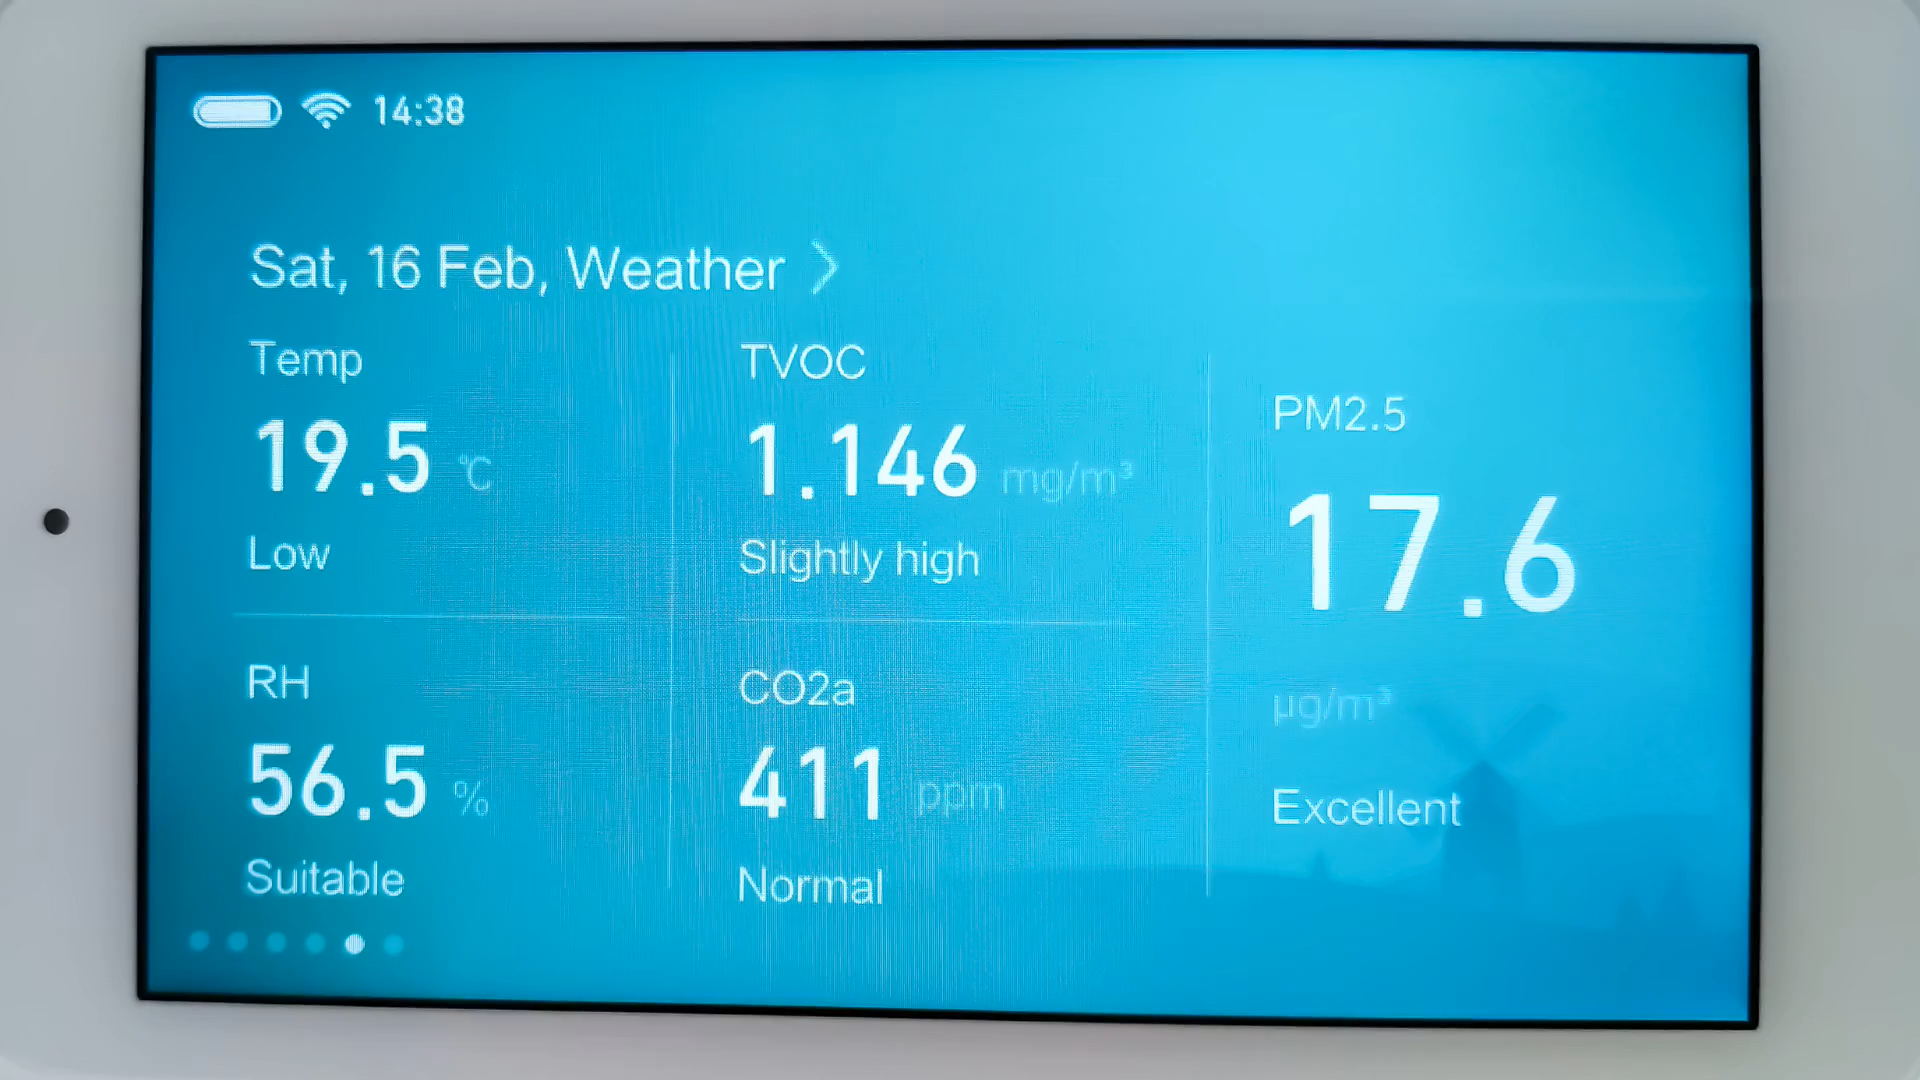 14:38
Sat, 16 Feb, Weather >
Temp
19.5 ℃
Low
RH
56.5 %
Suitable
TVOC
1.146 mg/m³
Slightly high
CO2a
411 ppm
Normal
PM2.5
17.6
µg/m³
Excellent